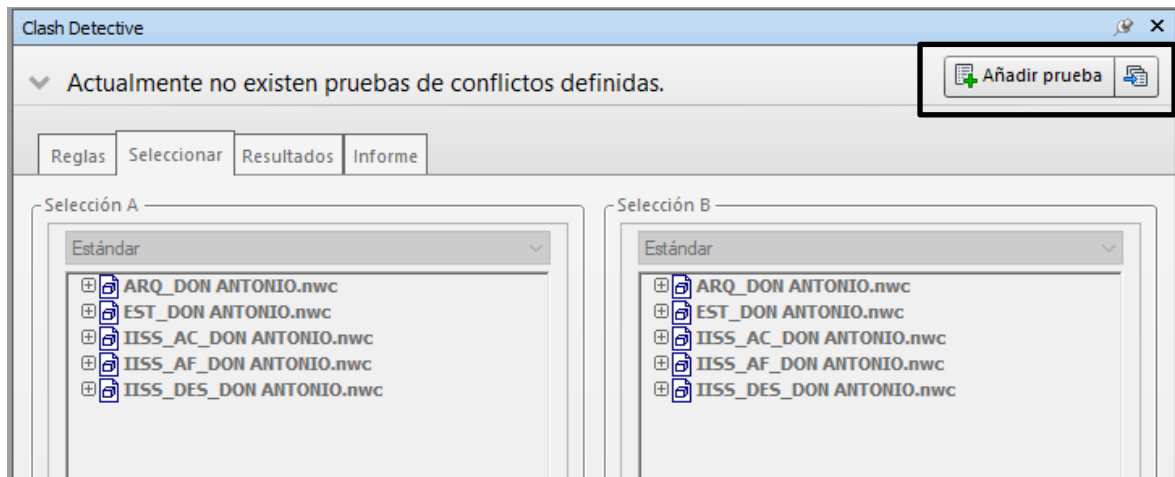 Clash Detective
Actualmente no existen pruebas de conflictos definidas.
Añadir prueba
Reglas Seleccionar Resultados Informe
Selección A
Estándar
ARQ_DON ANTONIO.nwc
EST_DON ANTONIO.nwc
IISS_AC_DON ANTONIO.nwc
IISS_AF_DON ANTONIO.nwc
IISS_DES_DON ANTONIO.nwc
Selección B
Estándar
ARQ_DON ANTONIO.nwc
EST_DON ANTONIO.nwc
IISS_AC_DON ANTONIO.nwc
IISS_AF_DON ANTONIO.nwc
IISS_DES_DON ANTONIO.nwc